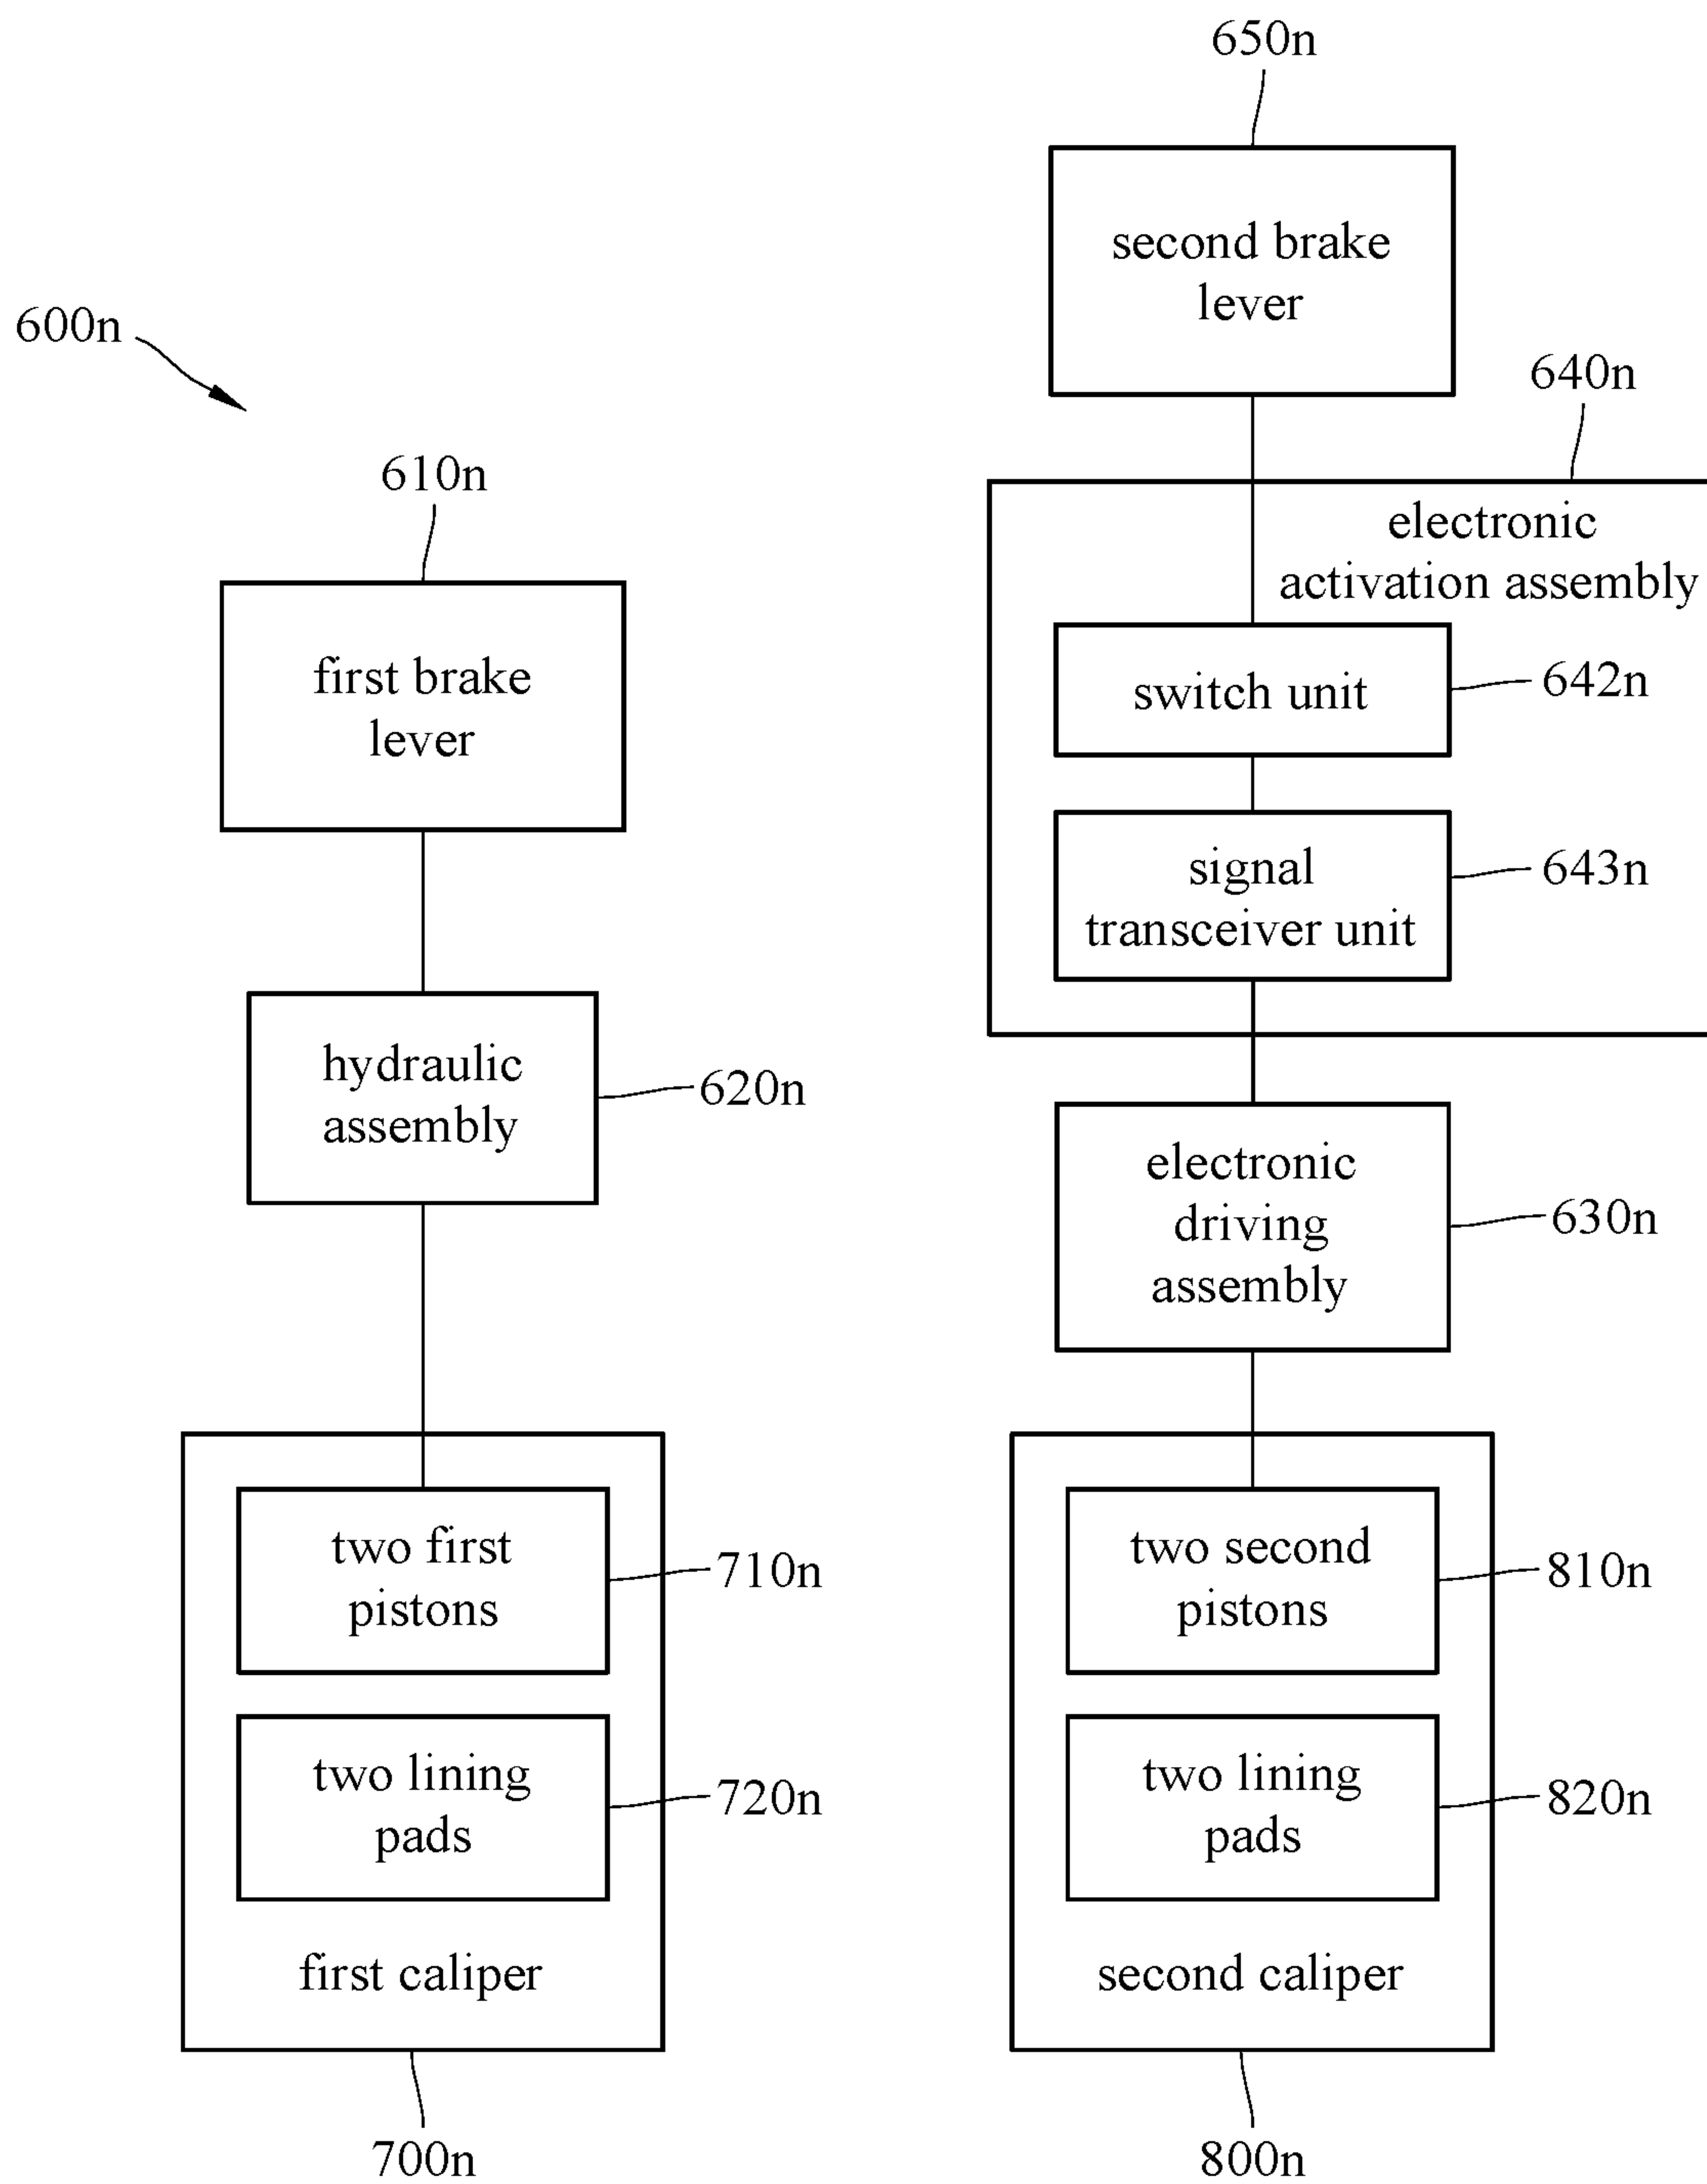 650n
second brake
lever
600n
640n
610n
electronic
activation assembly
first brake
lever
switch unit
642n
signal
transceiver unit
643n
hydraulic
assembly
620n
electronic
driving
assembly
630n
two first
pistons
710n
two second
pistons
810n
two lining
pads
720n
two lining
pads
820n
first caliper
second caliper
700n
800n